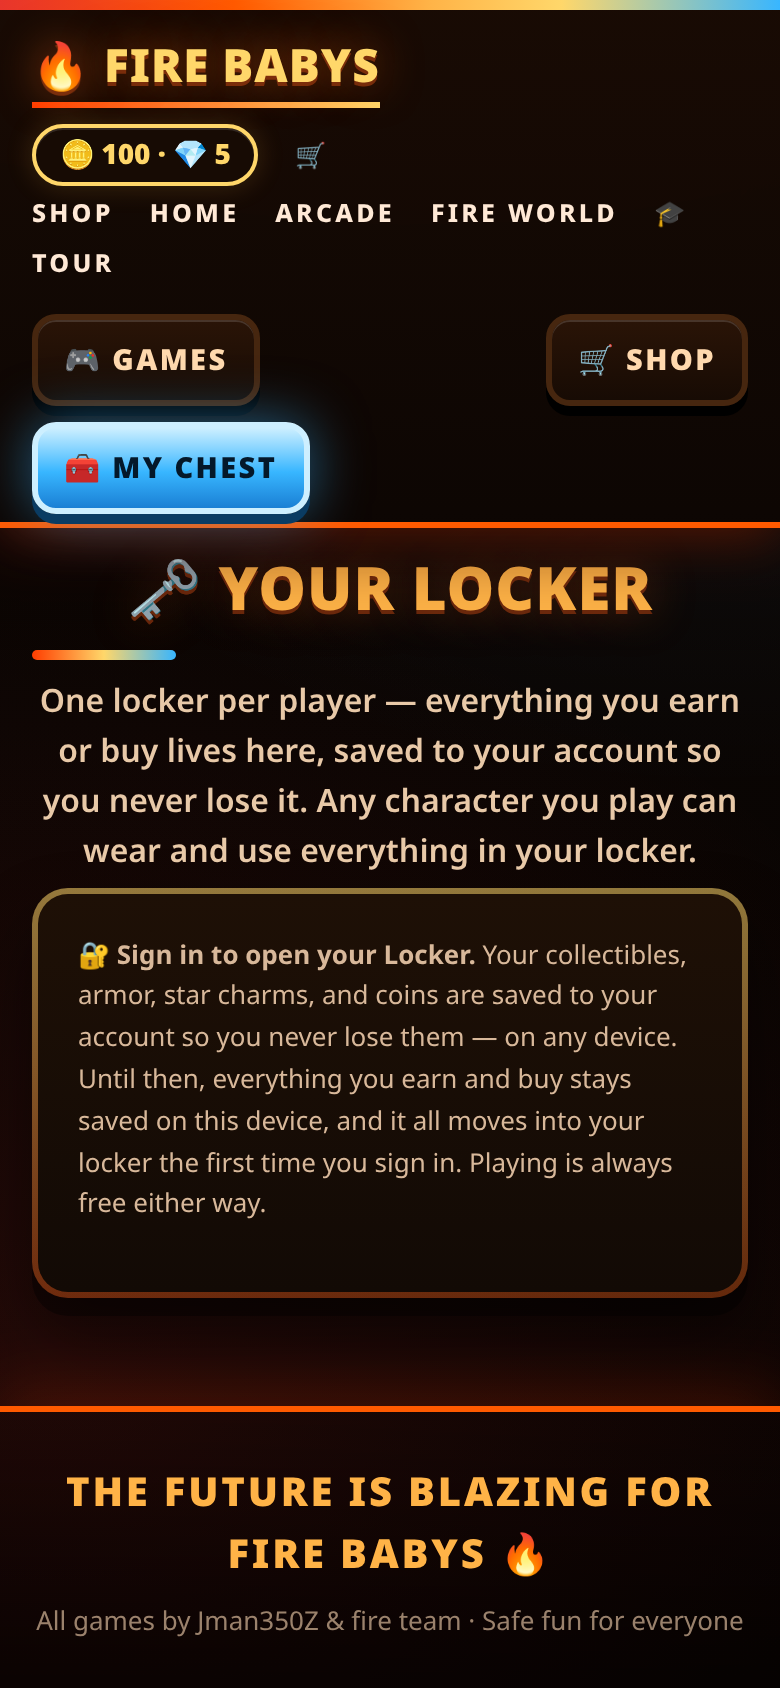 🔥 FIRE BABYS
🪙 100 · 💎 5 🛒
SHOP HOME ARCADE FIRE WORLD 🎓
TOUR
🎮 GAMES 🛒 SHOP
🧰 MY CHEST
🗝️ YOUR LOCKER
One locker per player — everything you earn
or buy lives here, saved to your account so
you never lose it. Any character you play can
wear and use everything in your locker.
🔐 Sign in to open your Locker. Your collectibles,
armor, star charms, and coins are saved to your
account so you never lose them — on any device.
Until then, everything you earn and buy stays
saved on this device, and it all moves into your
locker the first time you sign in. Playing is always
free either way.
THE FUTURE IS BLAZING FOR
FIRE BABYS 🔥
All games by Jman350Z & fire team · Safe fun for everyone